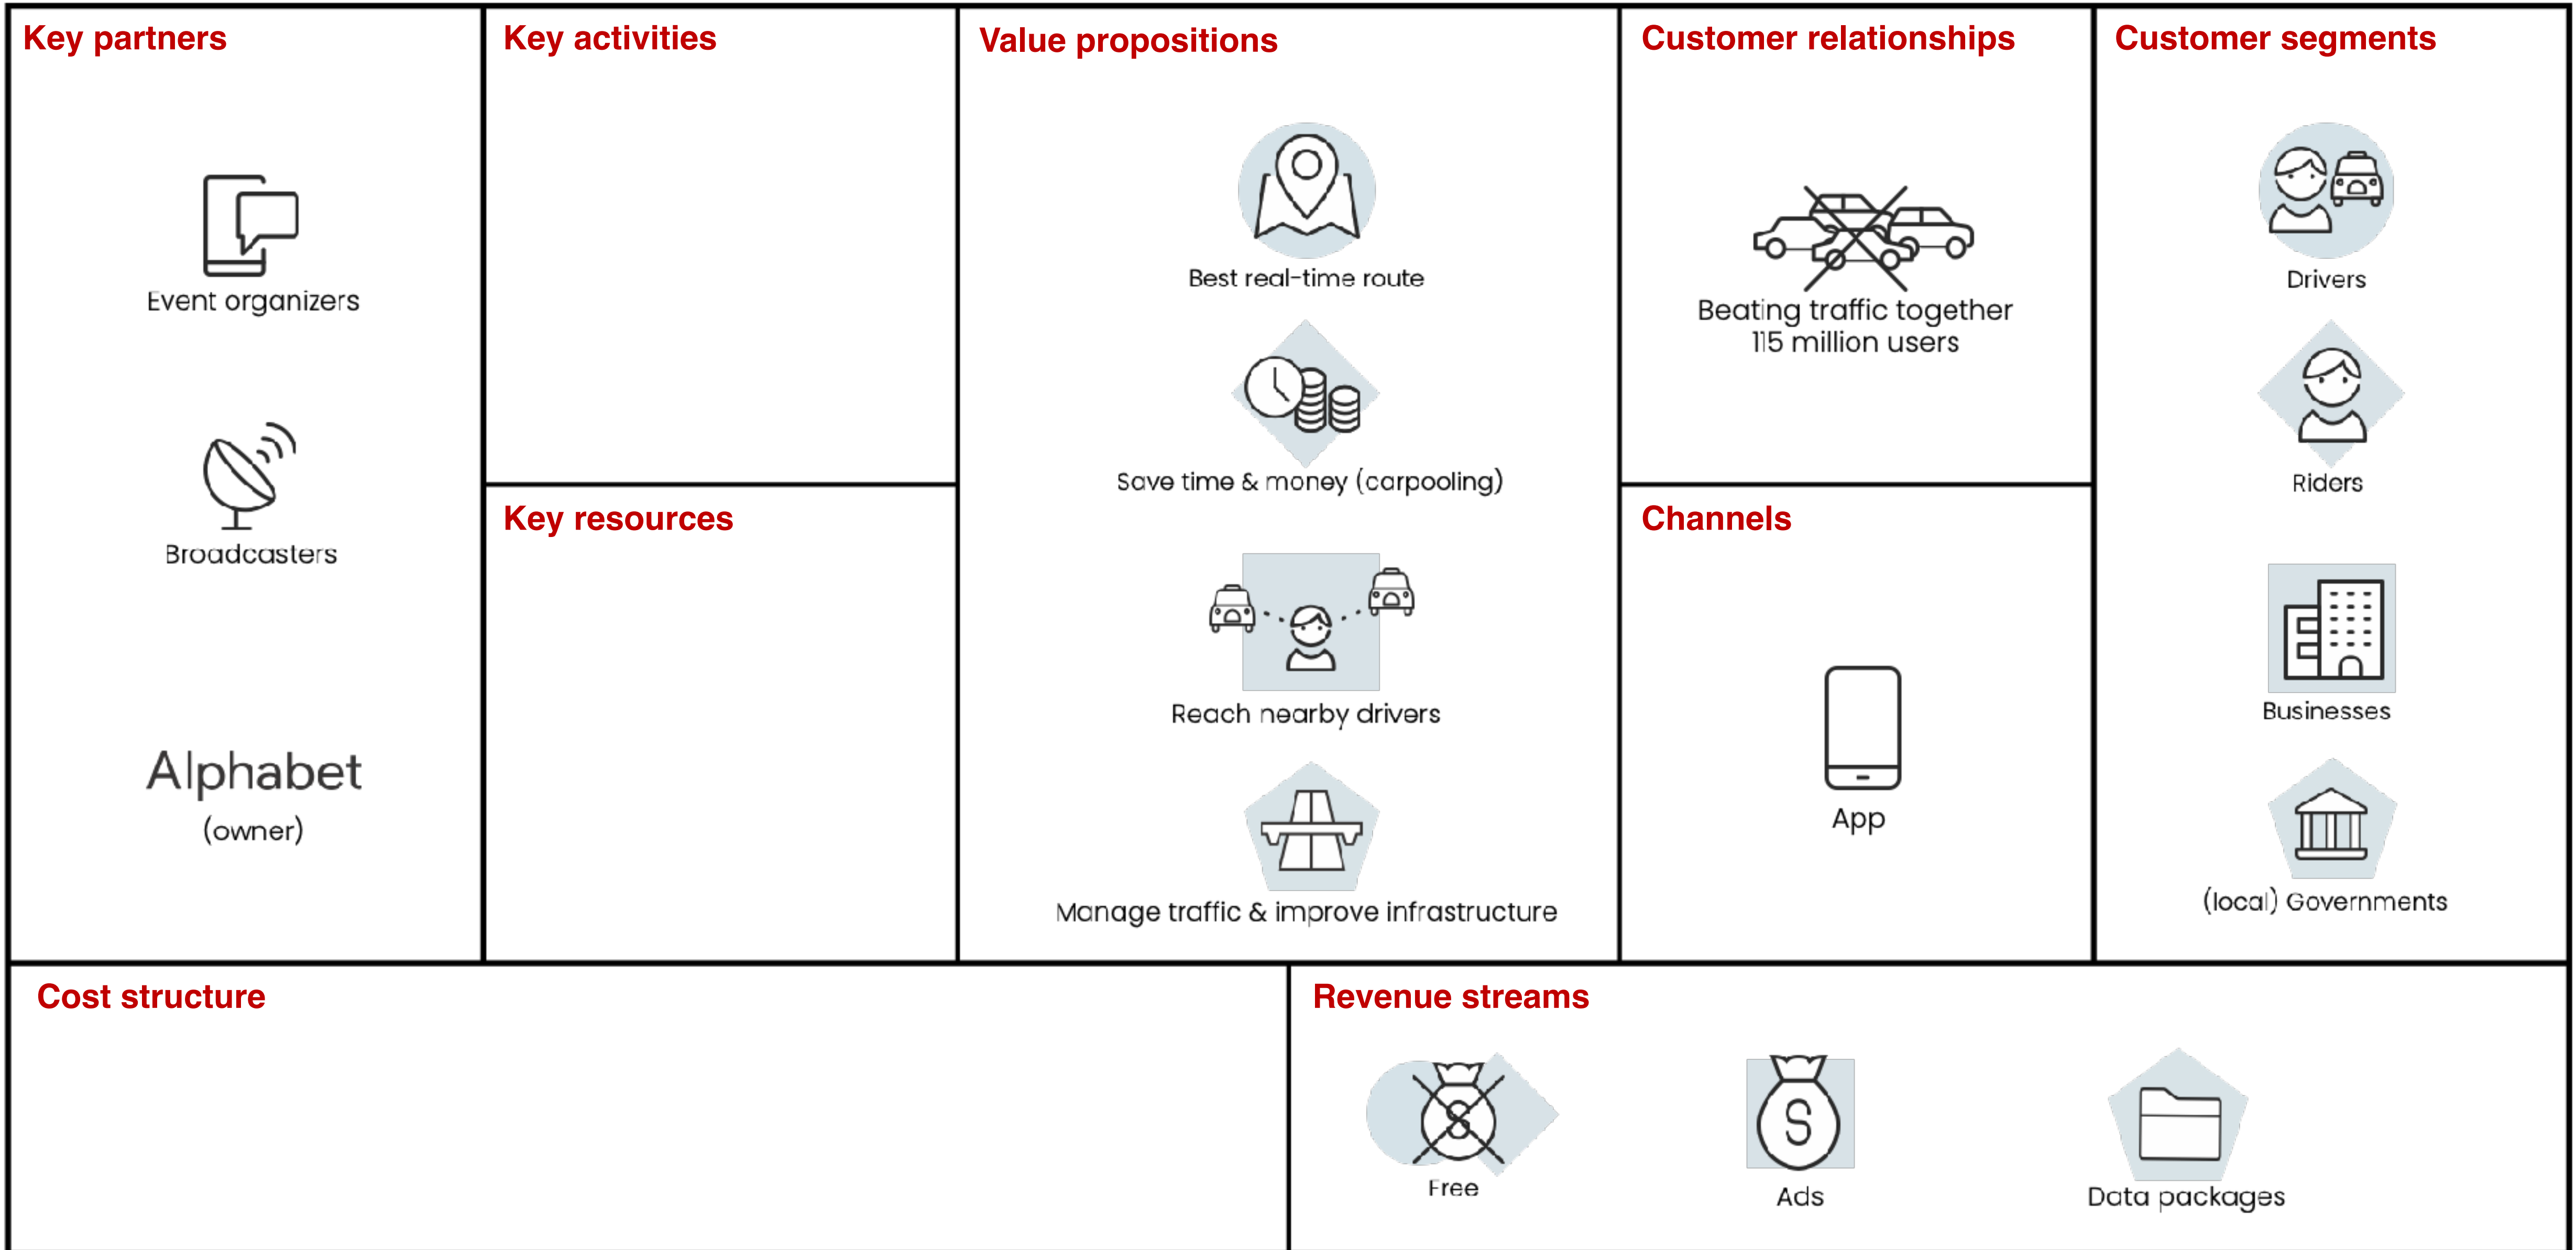 Key partners
Event organizers
Broadcasters
Alphabet
(owner)
Key activities
Key resources
Value propositions
Best real-time route
Save time & money (carpooling)
Reach nearby drivers
Manage traffic & improve infrastructure
Customer relationships
Beating traffic together
115 million users
Channels
App
Customer segments
Drivers
Riders
Businesses
(local) Governments
Cost structure
Revenue streams
S
Free
S
Ads
Data packages